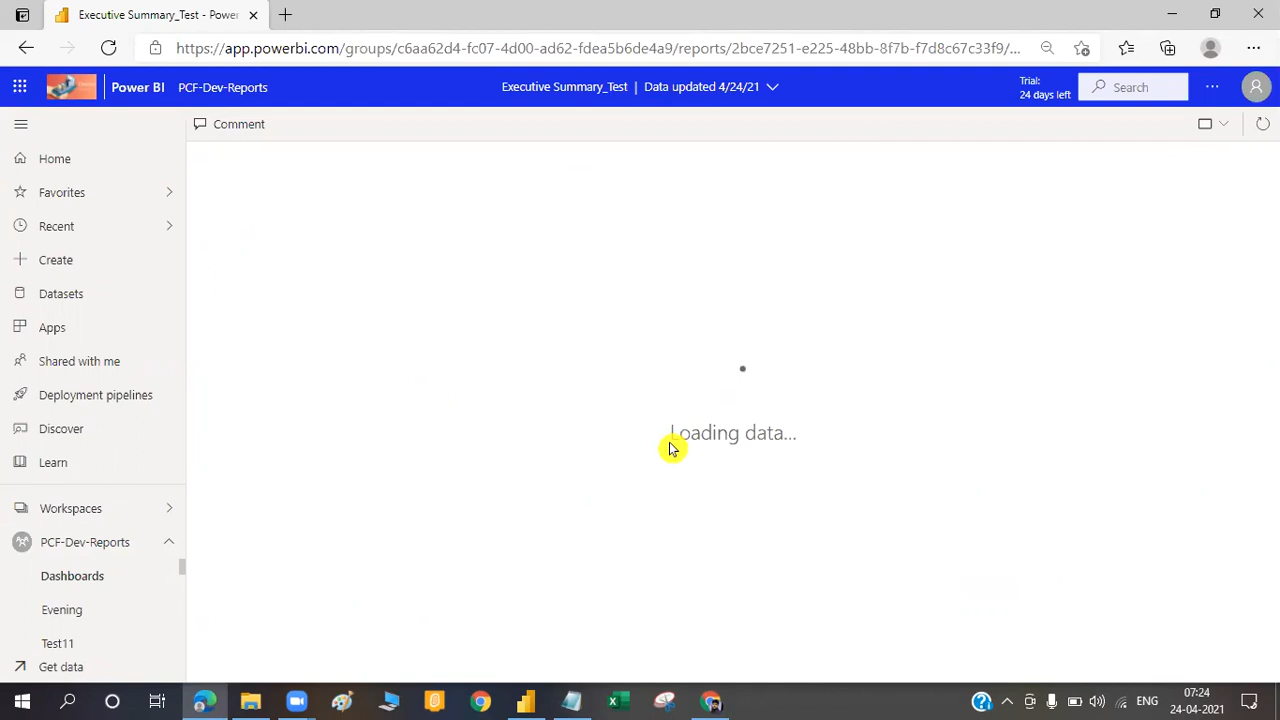 Executive Summary_Test - Power
https://app.powerbi.com/groups/c6aa62d4-fc07-4d00-ad62-fdea5b6de4a9/reports/2bce7251-e225-48bb-8f7b-f7d8c67c33f9/...
Power BI PCF-Dev-Reports Executive Summary_Test | Data updated 4/24/21 Trial: 24 days left Search
Comment
Home
Favorites
Recent
Create
Datasets
Apps
Shared with me
Deployment pipelines
Discover
Learn
Workspaces
PCF-Dev-Reports
Dashboards
Evening
Test11
Get data
Loading data...
ENG
07:24
24-04-2021